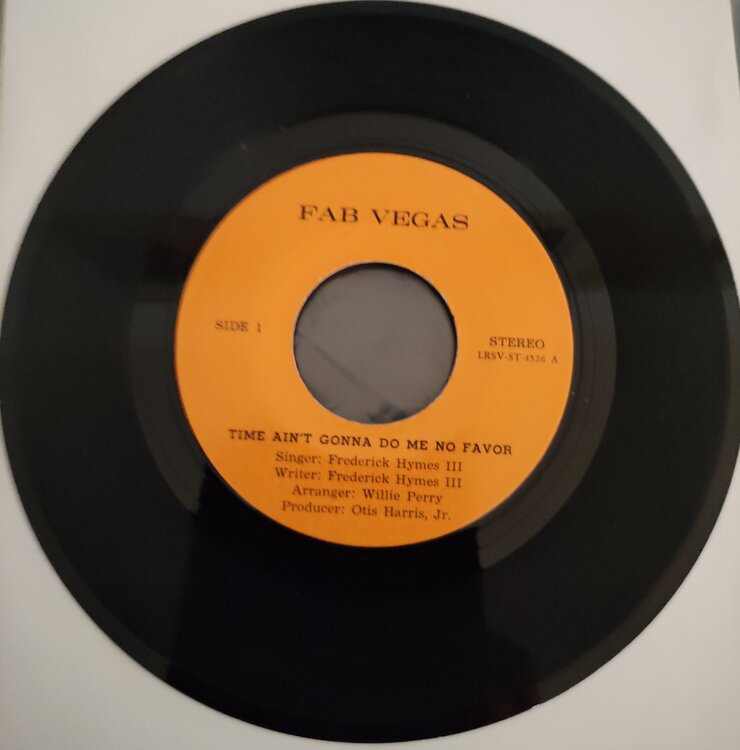 FAB VEGAS
SIDE 1
STEREO
LRSV-ST-4526 A
TIME AIN'T GONNA DO ME NO FAVOR
Singer: Frederick Hymes III
Writer: Frederick Hymes III
Arranger: Willie Perry
Producer: Otis Harris, Jr.